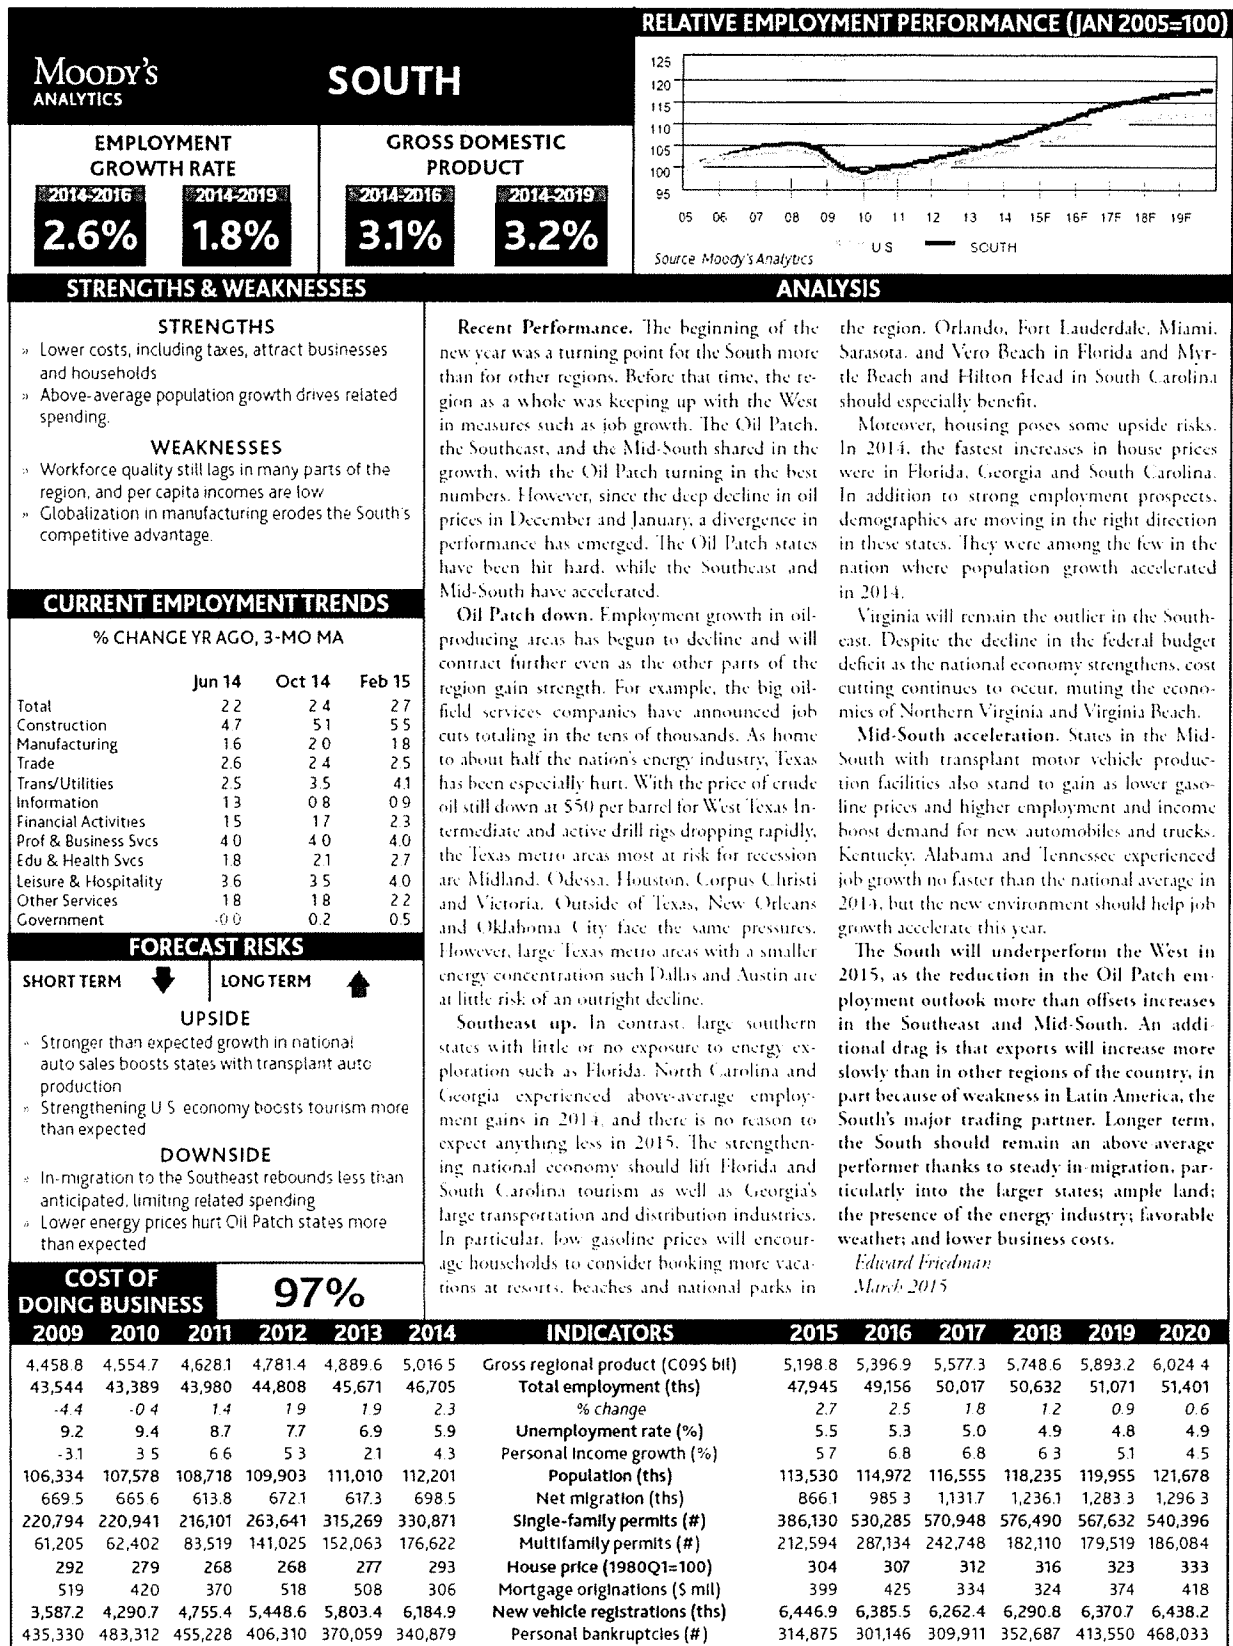 MOODY'S
ANALYTICS
SOUTH
EMPLOYMENT
GROWTH RATE
2014-2016 2014-2019
2.6% 1.8%
GROSS DOMESTIC
PRODUCT
2014-2016 2014-2019
3.1% 3.2%
RELATIVE EMPLOYMENT PERFORMANCE (JAN 2005=100)
125
120
115
110
105
100
95
05 06 07 08 09 10 11 12 13 14 15F 16F 17F 18F 19F
US SOUTH
Source Moody's Analytics
STRENGTHS & WEAKNESSES
STRENGTHS
» Lower costs, including taxes, attract businesses
and households
» Above-average population growth drives related
spending.
WEAKNESSES
» Workforce quality still lags in many parts of the
region, and per capita incomes are low
» Globalization in manufacturing erodes the South's
competitive advantage.
CURRENT EMPLOYMENT TRENDS
% CHANGE YR AGO, 3-MO MA
Jun 14 Oct 14 Feb 15
Total 2 2 2 4 2 7
Construction 4 7 5 1 5 5
Manufacturing 1 6 2 0 1 8
Trade 2.6 2 4 2.5
Trans/Utilities 2.5 3.5 4.1
Information 1 3 0 8 0 9
Financial Activities 1 5 1 7 2 3
Prof & Business Svcs 4 0 4 0 4.0
Edu & Health Svcs 1.8 2.1 2.7
Leisure & Hospitality 3 6 3 5 4 0
Other Services 1 8 1 8 2 2
Government -0 0 0.2 0.5
FORECAST RISKS
SHORT TERM LONG TERM
UPSIDE
» Stronger than expected growth in national
auto sales boosts states with transplant auto
production
» Strengthening U S economy boosts tourism more
than expected
DOWNSIDE
» In-migration to the Southeast rebounds less than
anticipated, limiting related spending
» Lower energy prices hurt Oil Patch states more
than expected
COST OF
DOING BUSINESS
97%
ANALYSIS
Recent Performance. The beginning of the
new year was a turning point for the South more
than for other regions. Before that time, the re-
gion as a whole was keeping up with the West
in measures such as job growth. The Oil Patch,
the Southeast, and the Mid-South shared in the
growth, with the Oil Patch turning in the best
numbers. However, since the deep decline in oil
prices in December and January, a divergence in
performance has emerged. The Oil Patch states
have been hit hard, while the Southeast and
Mid-South have accelerated.
Oil Patch down. Employment growth in oil-
producing areas has begun to decline and will
contract further even as the other parts of the
region gain strength. For example, the big oil-
field services companies have announced job
cuts totaling in the tens of thousands. As home
to about half the nation's energy industry, Texas
has been especially hurt. With the price of crude
oil still down at $50 per barrel for West Texas In-
termediate and active drill rigs dropping rapidly,
the Texas metro areas most at risk for recession
are Midland, Odessa, Houston, Corpus Christi
and Victoria. Outside of Texas, New Orleans
and Oklahoma City face the same pressures.
However, large Texas metro areas with a smaller
energy concentration such Dallas and Austin are
at little risk of an outright decline.
Southeast up. In contrast, large southern
states with little or no exposure to energy ex-
ploration such as Florida, North Carolina and
Georgia experienced above-average employ-
ment gains in 2014, and there is no reason to
expect anything less in 2015. The strengthen-
ing national economy should lift Florida and
South Carolina tourism as well as Georgia's
large transportation and distribution industries.
In particular, low gasoline prices will encour-
age households to consider booking more vaca-
tions at resorts, beaches and national parks in
the region. Orlando, Fort Lauderdale, Miami,
Sarasota, and Vero Beach in Florida and Myr-
tle Beach and Hilton Head in South Carolina
should especially benefit.
Moreover, housing poses some upside risks.
In 2014, the fastest increases in house prices
were in Florida, Georgia and South Carolina.
In addition to strong employment prospects,
demographics are moving in the right direction
in these states. They were among the few in the
nation where population growth accelerated
in 2014.
Virginia will remain the outlier in the South-
east. Despite the decline in the federal budget
deficit as the national economy strengthens, cost
cutting continues to occur, muting the econo-
mies of Northern Virginia and Virginia Beach.
Mid-South acceleration. States in the Mid-
South with transplant motor vehicle produc-
tion facilities also stand to gain as lower gaso-
line prices and higher employment and income
boost demand for new automobiles and trucks.
Kentucky, Alabama and Tennessee experienced
job growth no faster than the national average in
2014, but the new environment should help job
growth accelerate this year.
The South will underperform the West in
2015, as the reduction in the Oil Patch em-
ployment outlook more than offsets increases
in the Southeast and Mid-South. An addi-
tional drag is that exports will increase more
slowly than in other regions of the country, in
part because of weakness in Latin America, the
South's major trading partner. Longer term,
the South should remain an above-average
performer thanks to steady in-migration, par-
ticularly into the larger states; ample land;
the presence of the energy industry; favorable
weather; and lower business costs.
Edward Friedman
March 2015
2009 2010 2011 2012 2013 2014 INDICATORS 2015 2016 2017 2018 2019 2020
4,458.8 4,554.7 4,628.1 4,781.4 4,889.6 5,016 5 Gross regional product (C09$ bil) 5,198.8 5,396.9 5,577.3 5,748.6 5,893.2 6,024 4
43,544 43,389 43,980 44,808 45,671 46,705 Total employment (ths) 47,945 49,156 50,017 50,632 51,071 51,401
-4.4 -0 4 1.4 1 9 1.9 2.3 % change 2.7 2.5 1.8 1.2 0.9 0.6
9.2 9.4 8.7 7.7 6.9 5.9 Unemployment rate (%) 5.5 5.3 5.0 4.9 4.8 4.9
-3.1 3 5 6.6 5 3 2.1 4.3 Personal income growth (%) 5 7 6.8 6.8 6 3 5.1 4.5
106,334 107,578 108,718 109,903 111,010 112,201 Population (ths) 113,530 114,972 116,555 118,235 119,955 121,678
669.5 665 6 613.8 672.1 617.3 698.5 Net migration (ths) 866.1 985 3 1,131.7 1,236.1 1,283.3 1,296 3
220,794 220,941 216,101 263,641 315,269 330,871 Single-family permits (#) 386,130 530,285 570,948 576,490 567,632 540,396
61,205 62,402 83,519 141,025 152,063 176,622 Multifamily permits (#) 212,594 287,134 242,748 182,110 179,519 186,084
292 279 268 268 277 293 House price (1980Q1=100) 304 307 312 316 323 333
519 420 370 518 508 306 Mortgage originations ($ mil) 399 425 334 324 374 418
3,587.2 4,290.7 4,755.4 5,448.6 5,803.4 6,184.9 New vehicle registrations (ths) 6,446.9 6,385.5 6,262.4 6,290.8 6,370.7 6,438.2
435,330 483,312 455,228 406,310 370,059 340,879 Personal bankruptcies (#) 314,875 301,146 309,911 352,687 413,550 468,033